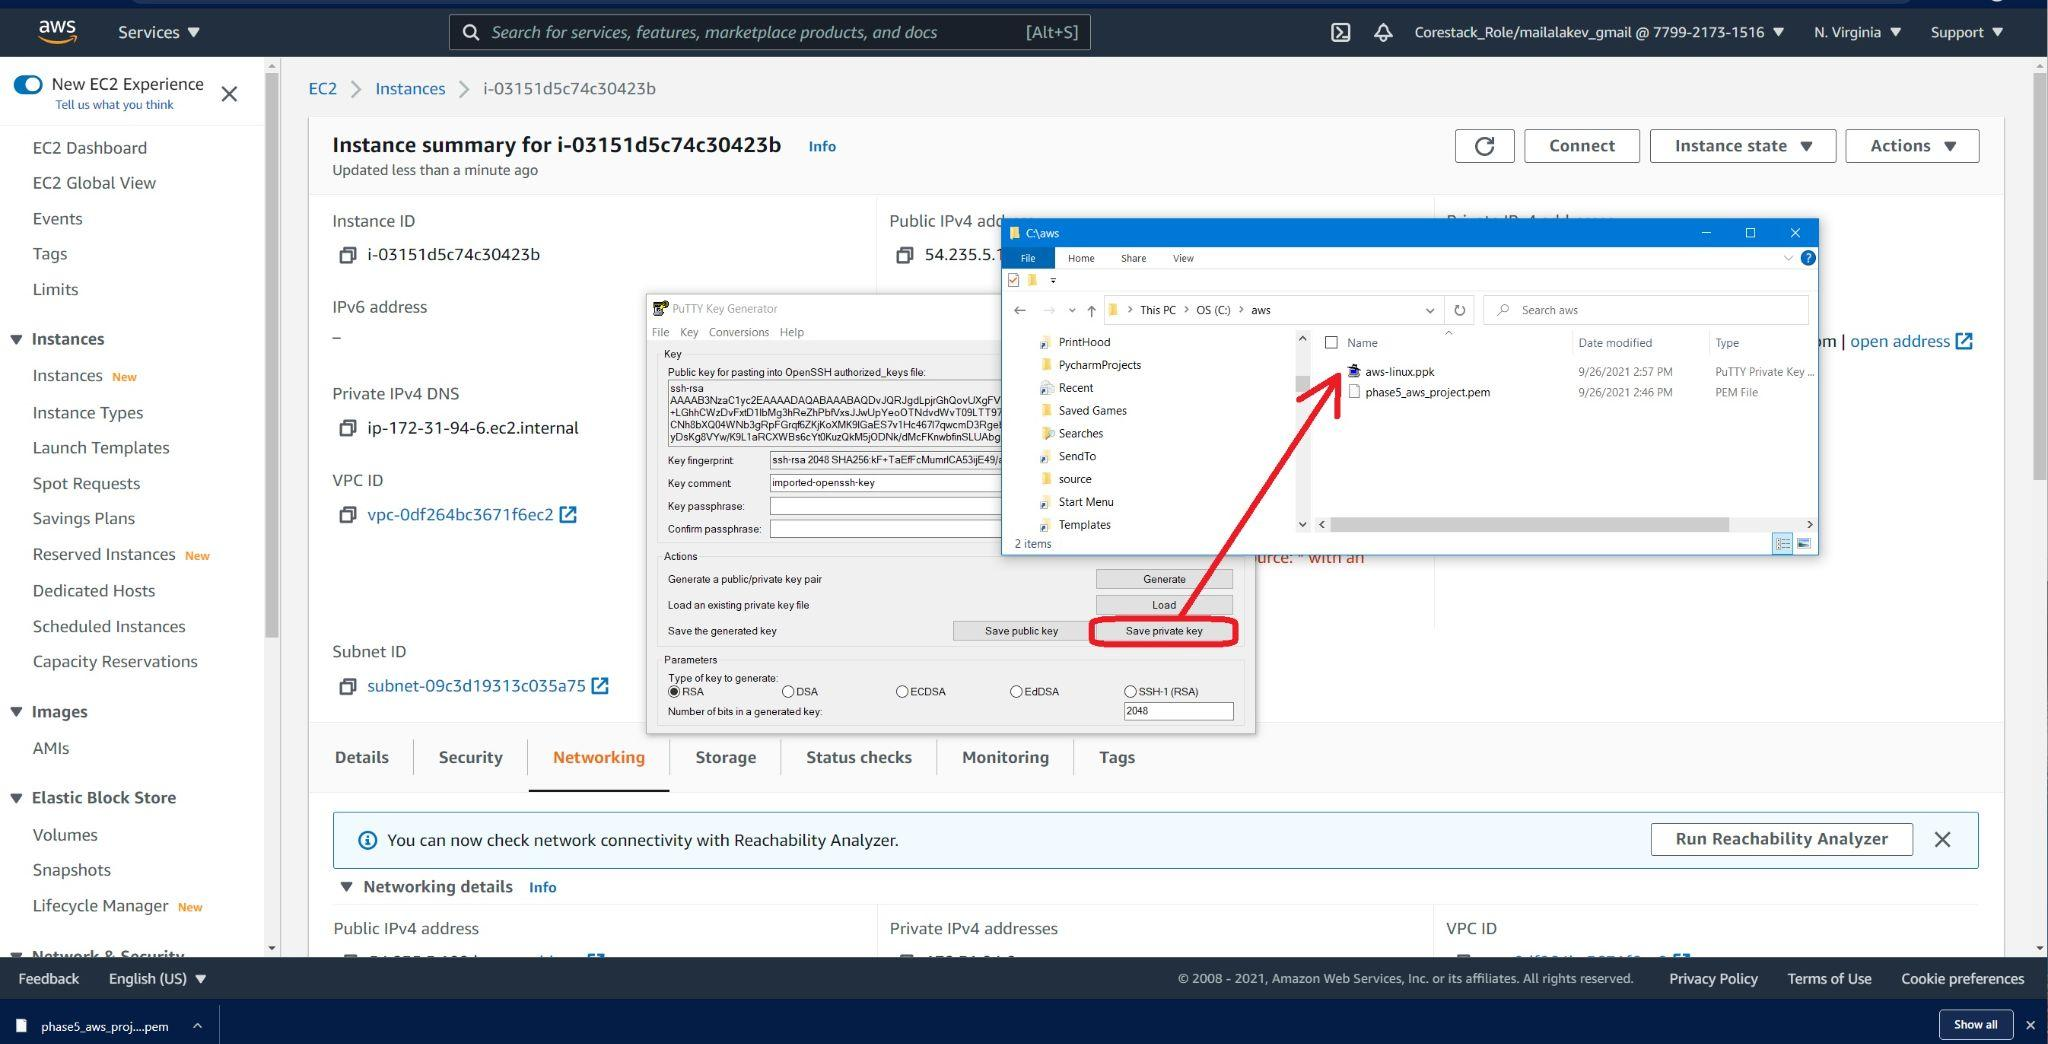 aws
Services
Search for services, features, marketplace products, and docs [Alt+S]
Corestack_Role/mailalakev_gmail @ 7799-2173-1516
N. Virginia
Support
New EC2 Experience
Tell us what you think
EC2 Dashboard
EC2 Global View
Events
Tags
Limits
Instances
Instances New
Instance Types
Launch Templates
Spot Requests
Savings Plans
Reserved Instances New
Dedicated Hosts
Scheduled Instances
Capacity Reservations
Images
AMIs
Elastic Block Store
Volumes
Snapshots
Lifecycle Manager New
Network & Security
EC2 > Instances > i-03151d5c74c30423b
Instance summary for i-03151d5c74c30423b Info
Updated less than a minute ago
Connect
Instance state
Actions
Instance ID
i-03151d5c74c30423b
Public IPv4
54.235.5.
IPv6 address
–
open address
Private IPv4 DNS
ip-172-31-94-6.ec2.internal
VPC ID
vpc-0df264bc3671f6ec2
Subnet ID
subnet-09c3d19313c035a75
with an
PuTTY Key Generator
File Key Conversions Help
Key
Public key for pasting into OpenSSH authorized_keys file:
ssh-rsa
Key fingerprint: ssh-rsa 2048
Key comment: imported-openssh-key
Key passphrase:
Confirm passphrase:
Actions
Generate a public/private key pair Generate
Load an existing private key file Load
Save the generated key Save public key Save private key
Parameters
Type of key to generate:
RSA DSA ECDSA EdDSA SSH-1 (RSA)
Number of bits in a generated key: 2048
C:\aws
File Home Share View
This PC > OS (C:) > aws
Search aws
PrintHood
PycharmProjects
Recent
Saved Games
Searches
SendTo
source
Start Menu
Templates
Name Date modified Type
aws-linux.ppk 9/26/2021 2:57 PM PuTTY Private Key ...
phase5_aws_project.pem 9/26/2021 2:46 PM PEM File
2 items
Details Security Networking Storage Status checks Monitoring Tags
You can now check network connectivity with Reachability Analyzer.
Run Reachability Analyzer
Networking details Info
Public IPv4 address
Private IPv4 addresses
VPC ID
Feedback English (US)
© 2008 - 2021, Amazon Web Services, Inc. or its affiliates. All rights reserved. Privacy Policy Terms of Use Cookie preferences
phase5_aws_proj....pem
Show all